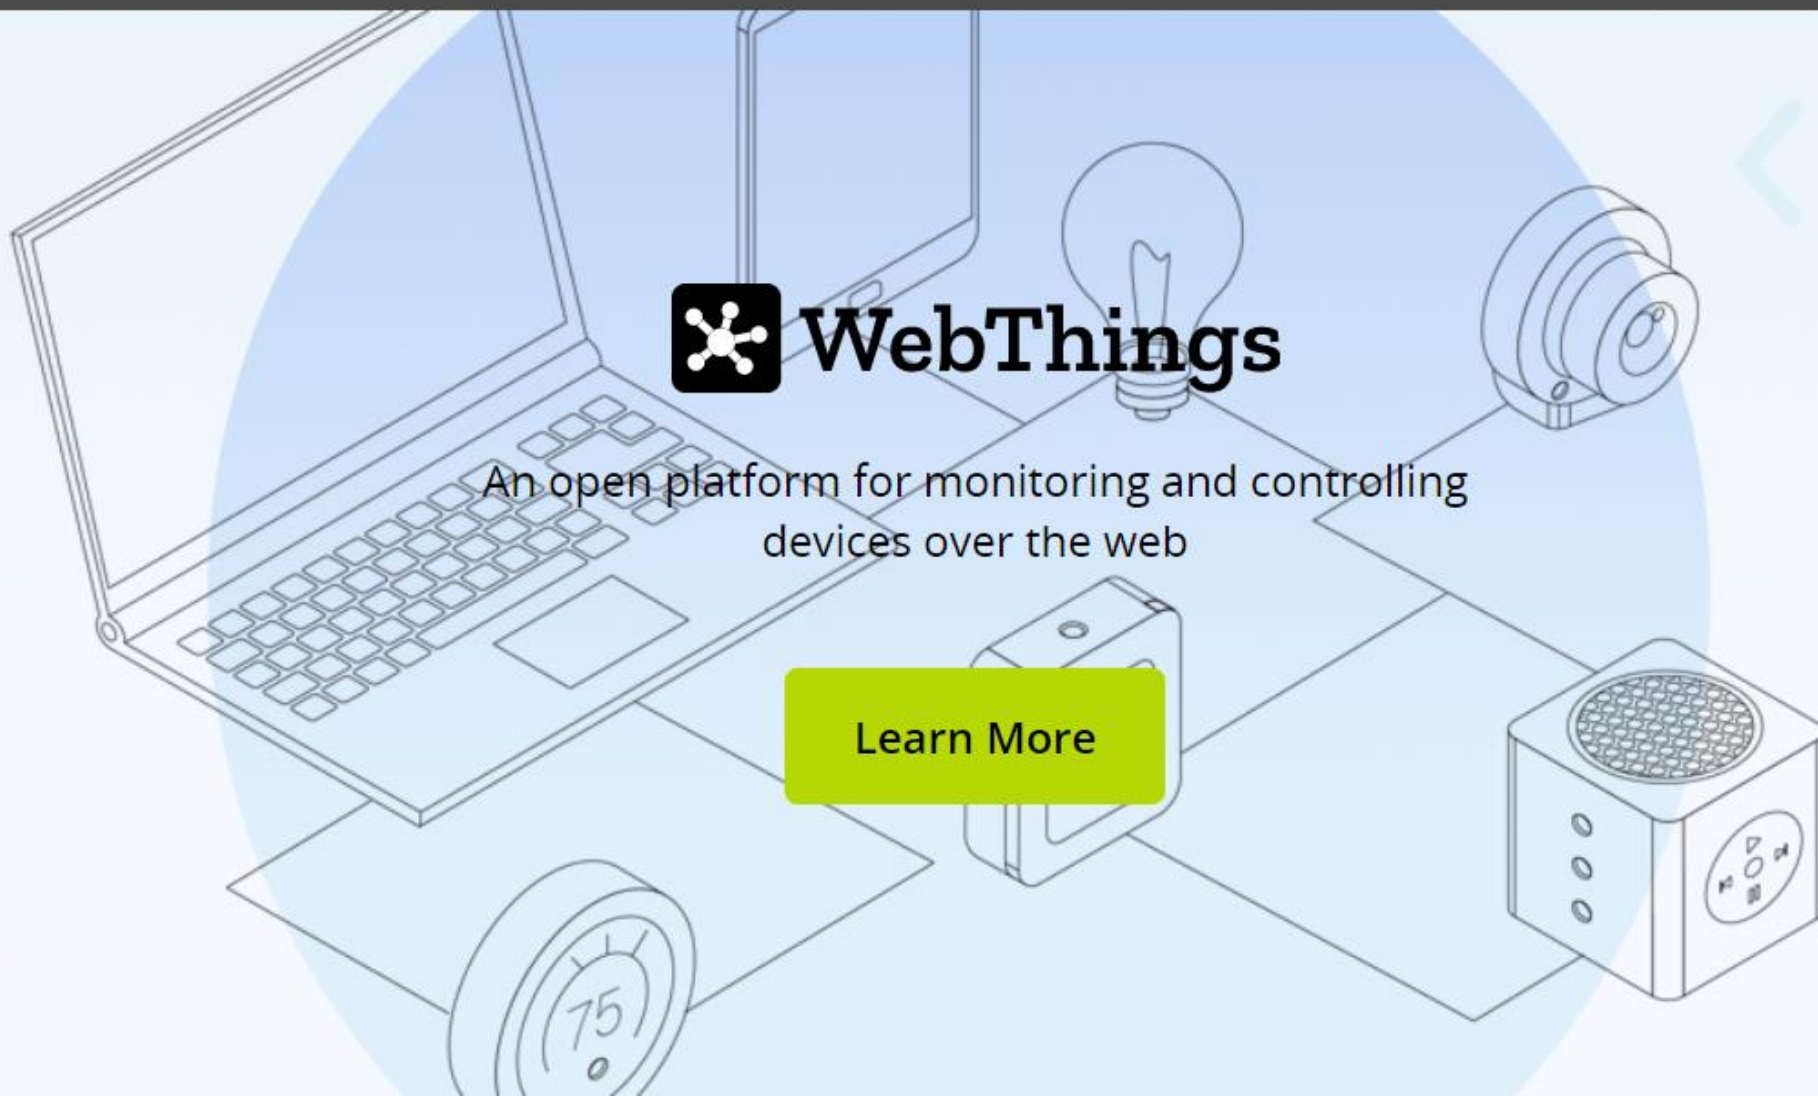 WebThings
An open platform for monitoring and controlling
devices over the web
Learn More
75